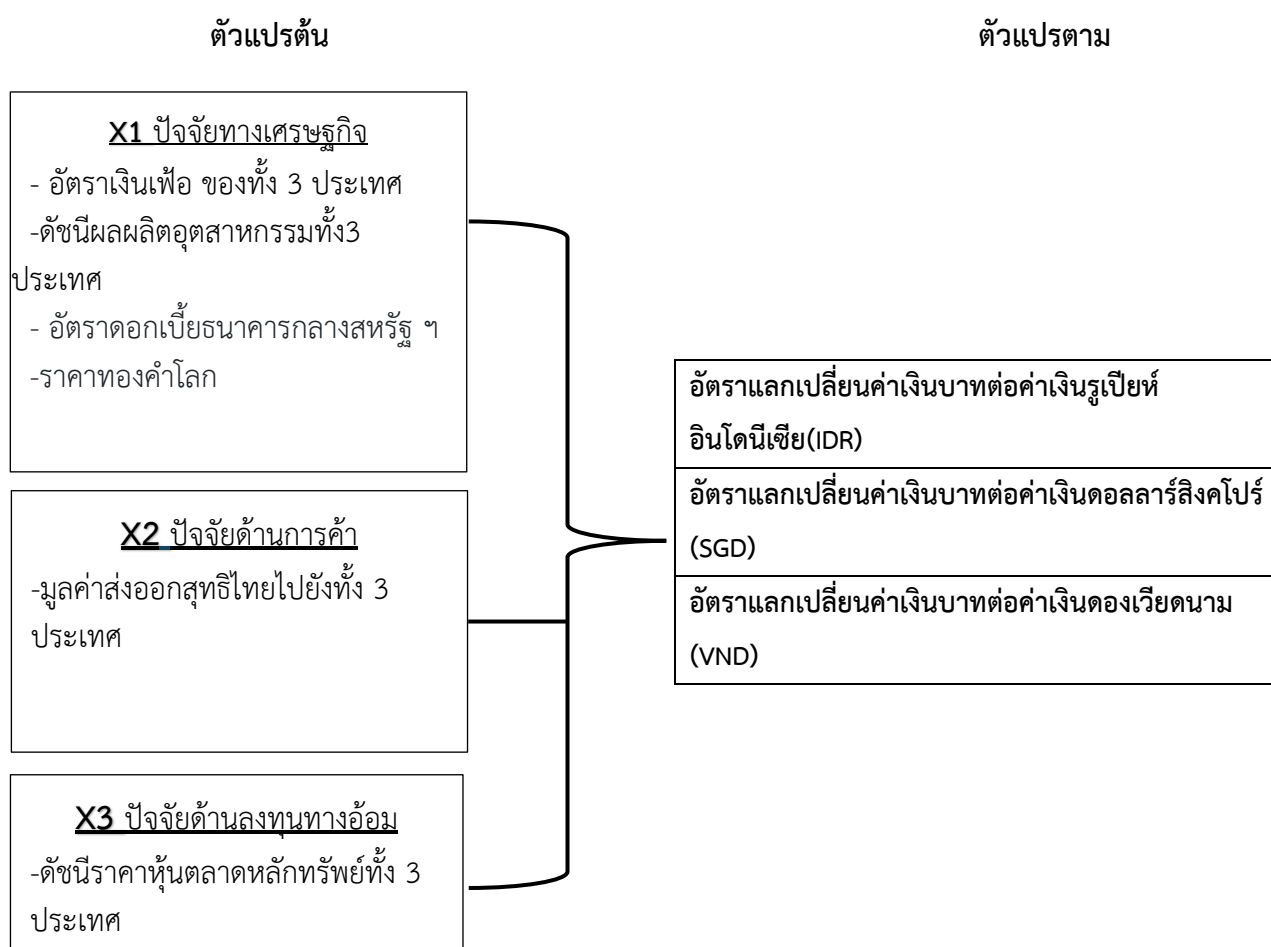 ตัวแปรต้น
ตัวแปรตาม
X1 ปัจจัยทางเศรษฐกิจ
- อัตราเงินเฟ้อ ของทั้ง 3 ประเทศ
-ดัชนีผลผลิตอุตสาหกรรมทั้ง3
ประเทศ
- อัตราดอกเบี้ยธนาคารกลางสหรัฐ ฯ
-ราคาทองคำโลก
X2 ปัจจัยด้านการค้า
-มูลค่าส่งออกสุทธิไทยไปยังทั้ง 3
ประเทศ
X3 ปัจจัยด้านลงทุนทางอ้อม
-ดัชนีราคาหุ้นตลาดหลักทรัพย์ทั้ง 3
ประเทศ
อัตราแลกเปลี่ยนค่าเงินบาทต่อค่าเงินรูเปียห์
อินโดนีเซีย(IDR)
อัตราแลกเปลี่ยนค่าเงินบาทต่อค่าเงินดอลลาร์สิงคโปร์
(SGD)
อัตราแลกเปลี่ยนค่าเงินบาทต่อค่าเงินดองเวียดนาม
(VND)